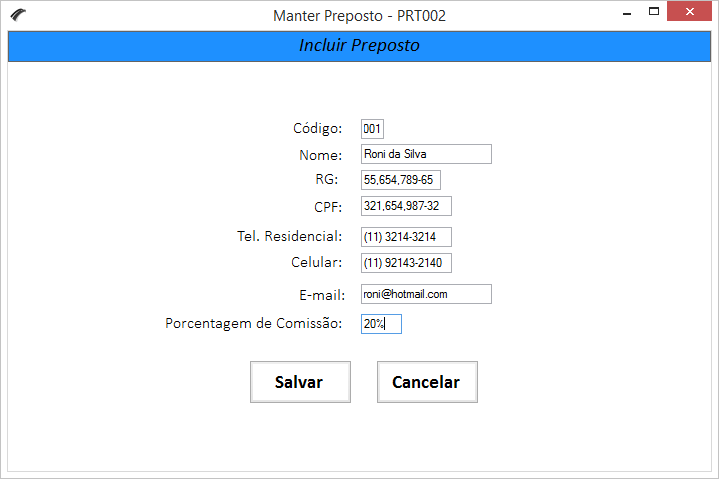 Manter Preposto - PRT002
Incluir Preposto
Código: 001
Nome: Roni da Silva
RG: 55,654,789-65
CPF: 321,654,987-32
Tel. Residencial: (11) 3214-3214
Celular: (11) 92143-2140
E-mail: roni@hotmail.com
Porcentagem de Comissão: 20%
Salvar Cancelar